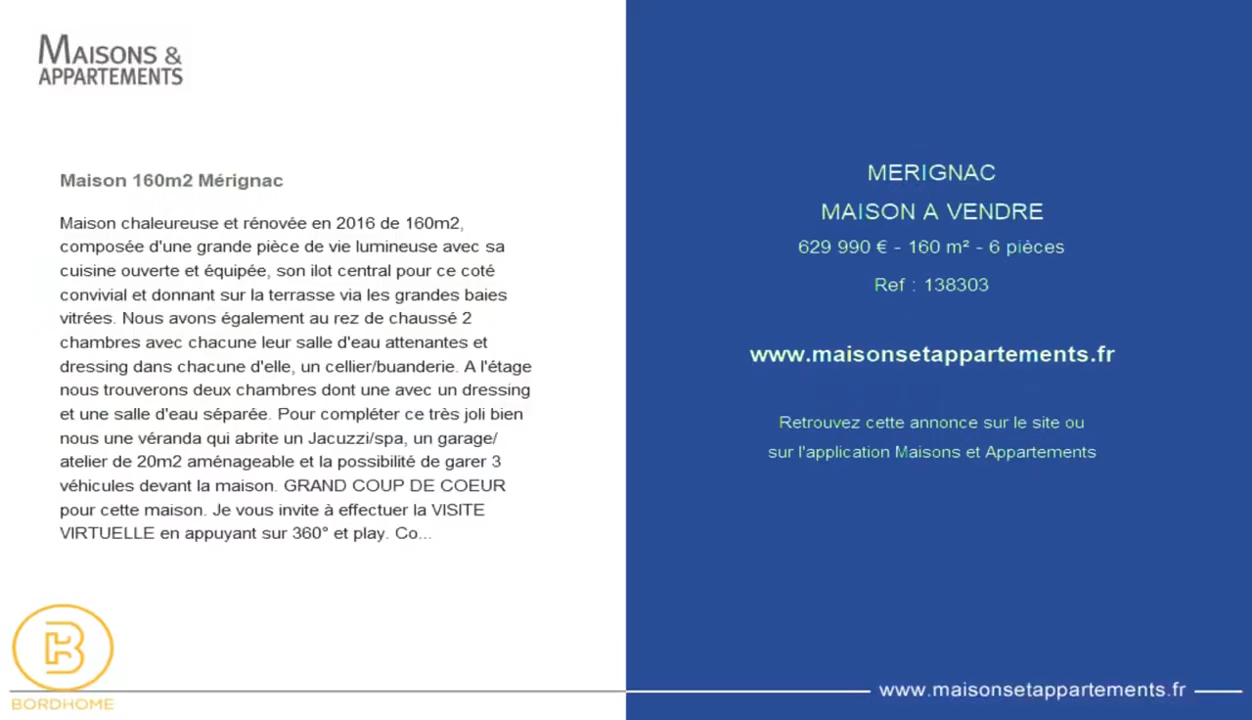 MAISONS &
APPARTEMENTS
Maison 160m2 Mérignac
Maison chaleureuse et rénovée en 2016 de 160m2,
composée d'une grande pièce de vie lumineuse avec sa
cuisine ouverte et équipée, son ilot central pour ce coté
convivial et donnant sur la terrasse via les grandes baies
vitrées. Nous avons également au rez de chaussé 2
chambres avec chacune leur salle d'eau attenantes et
dressing dans chacune d'elle, un cellier/buanderie. A l'étage
nous trouverons deux chambres dont une avec un dressing
et une salle d'eau séparée. Pour compléter ce très joli bien
nous une véranda qui abrite un Jacuzzi/spa, un garage/
atelier de 20m2 aménageable et la possibilité de garer 3
véhicules devant la maison. GRAND COUP DE COEUR
pour cette maison. Je vous invite à effectuer la VISITE
VIRTUELLE en appuyant sur 360° et play. Co...
BORDHOME
MERIGNAC
MAISON A VENDRE
629 990 € - 160 m² - 6 pièces
Ref : 138303
www.maisonsetappartements.fr
Retrouvez cette annonce sur le site ou
sur l'application Maisons et Appartements
www.maisonsetappartements.fr